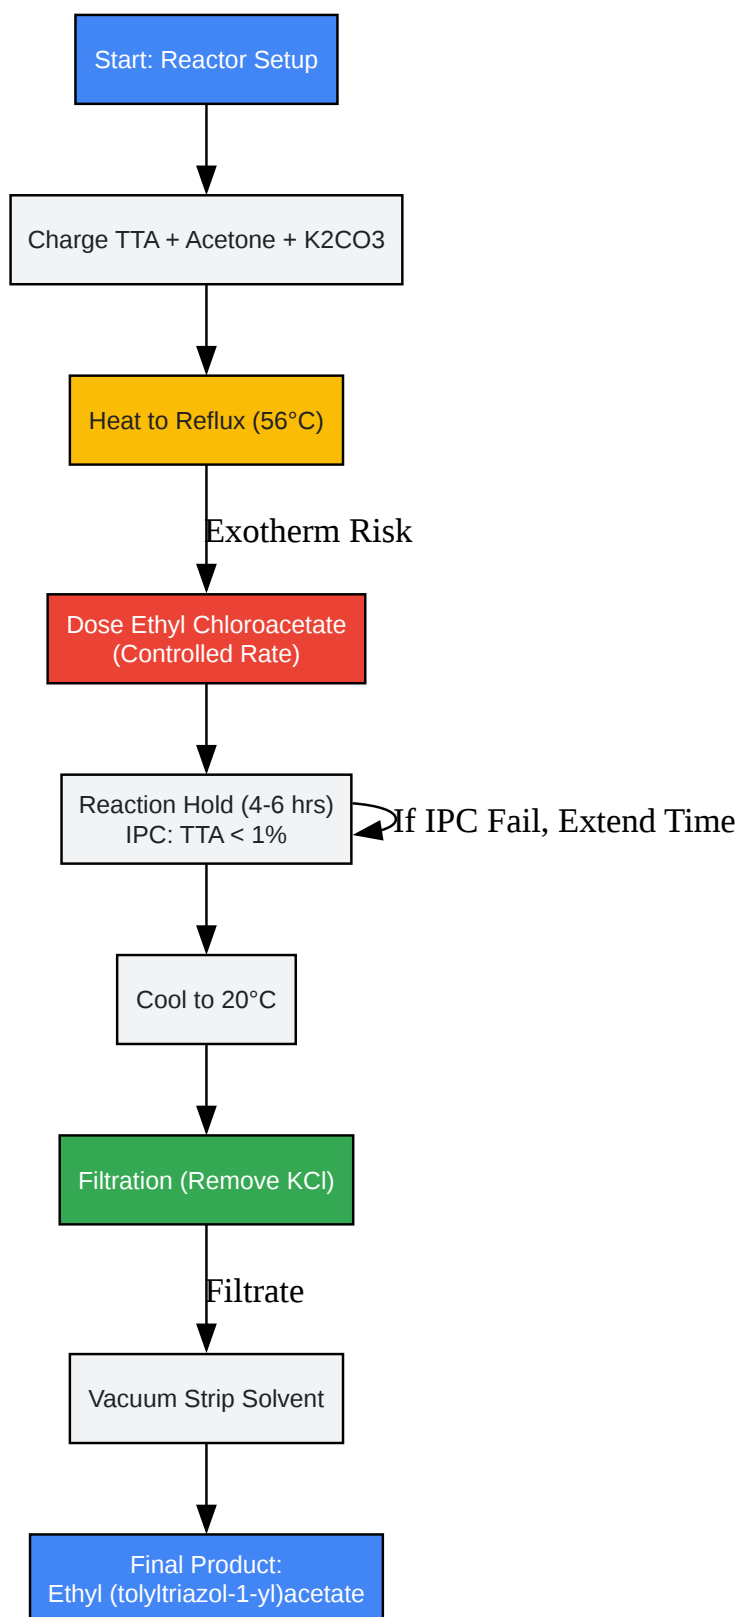 Start: Reactor Setup
Charge TTA + Acetone + K2CO3
Heat to Reflux (56°C)
Exotherm Risk
Dose Ethyl Chloroacetate
(Controlled Rate)
Reaction Hold (4-6 hrs)
IPC: TTA < 1%
If IPC Fail, Extend Time
Cool to 20°C
Filtration (Remove KCl)
Filtrate
Vacuum Strip Solvent
Final Product:
Ethyl (tolyltriazol-1-yl)acetate